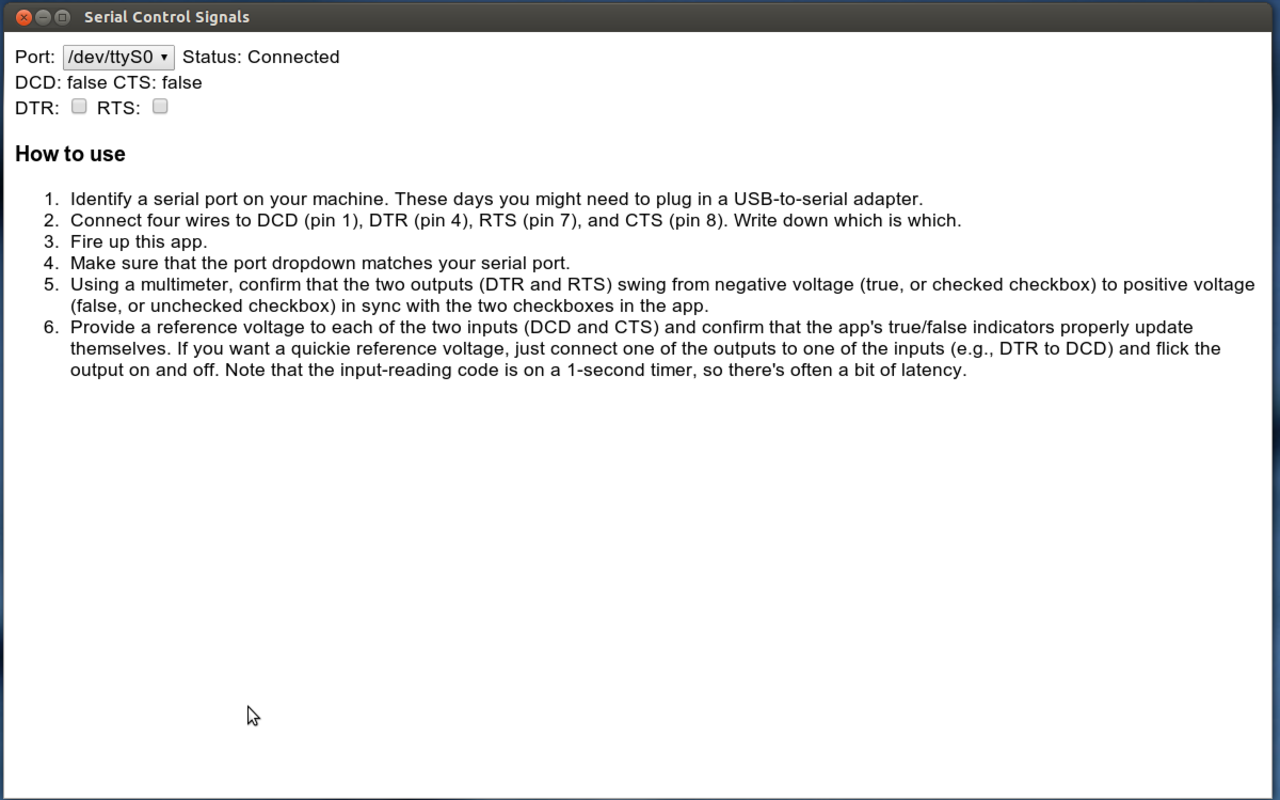 Serial Control Signals
Port: /dev/ttyS0 Status: Connected
DCD: false CTS: false
DTR: RTS:
How to use
1. Identify a serial port on your machine. These days you might need to plug in a USB-to-serial adapter.
2. Connect four wires to DCD (pin 1), DTR (pin 4), RTS (pin 7), and CTS (pin 8). Write down which is which.
3. Fire up this app.
4. Make sure that the port dropdown matches your serial port.
5. Using a multimeter, confirm that the two outputs (DTR and RTS) swing from negative voltage (true, or checked checkbox) to positive voltage
(false, or unchecked checkbox) in sync with the two checkboxes in the app.
6. Provide a reference voltage to each of the two inputs (DCD and CTS) and confirm that the app's true/false indicators properly update
themselves. If you want a quickie reference voltage, just connect one of the outputs to one of the inputs (e.g., DTR to DCD) and flick the
output on and off. Note that the input-reading code is on a 1-second timer, so there's often a bit of latency.